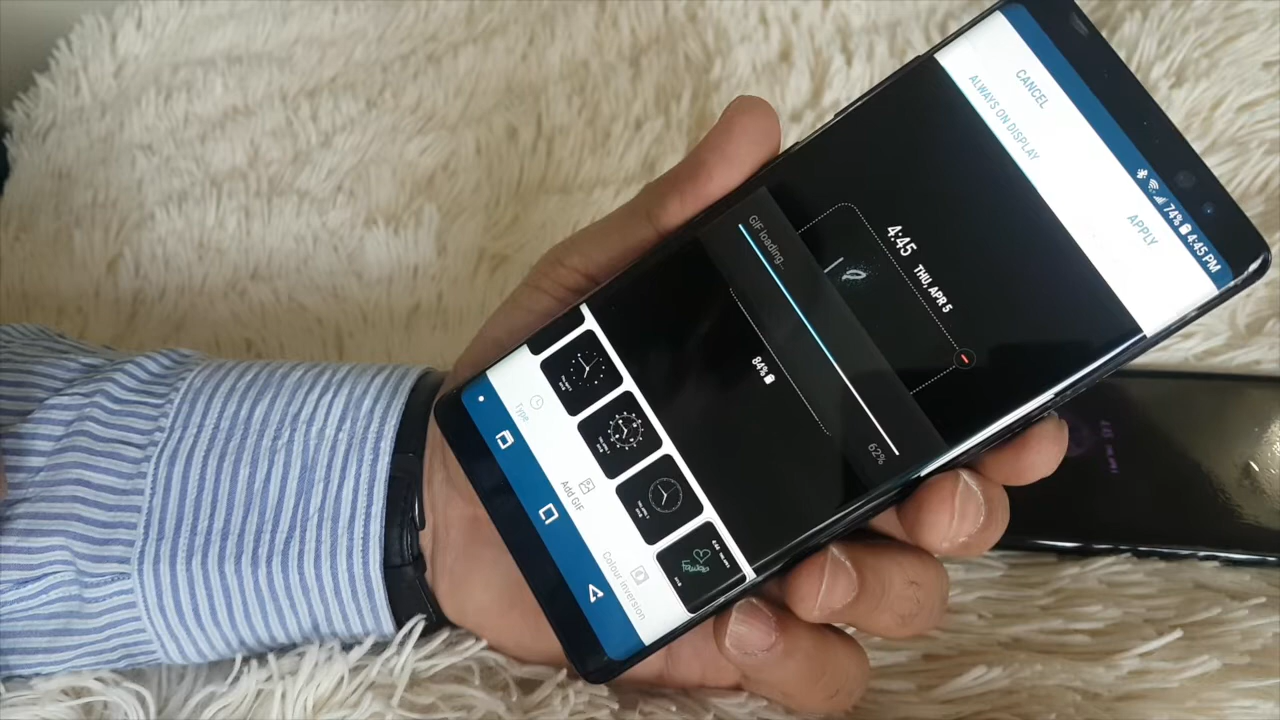 74% 4:45 PM
CANCEL
APPLY
ALWAYS ON DISPLAY
4:45 THU, APR 5
GIF loading...
62%
84%
Type
Add GIF
Colour inversion